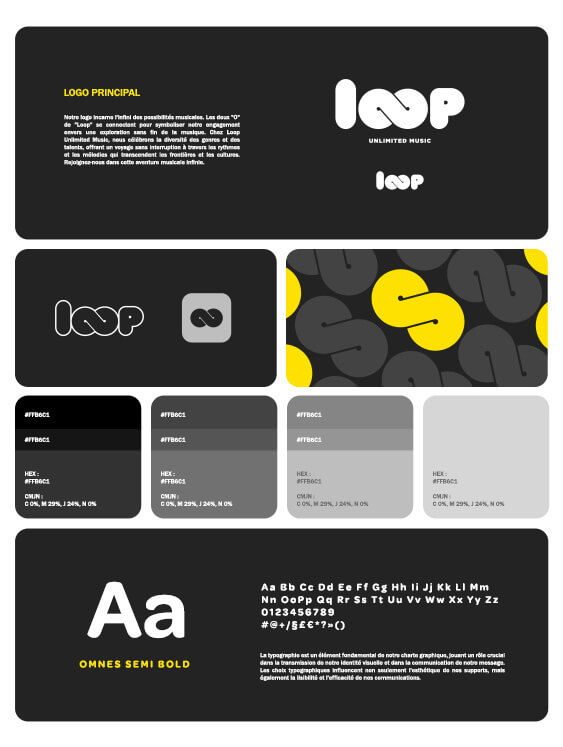 LOGO PRINCIPAL
Notre logo incarne l'infini des possibilités musicales. Les deux "O"
de "Loop" se connectent pour symboliser notre engagement
envers une exploration sans fin de la musique. Chez Loop
Unlimited Music, nous célébrons la diversité des genres et des
talents, offrant un voyage sans interruption à travers les rythmes
et les mélodies qui transcendent les frontières et les cultures.
Rejoignez-nous dans cette aventure musicale infinie.
loop
UNLIMITED MUSIC
loop
loop
#FFB6C1
#FFB6C1
HEX :
#FFB6C1
CMJN :
C 0%, M 29%, J 24%, N 0%
#FFB6C1
#FFB6C1
HEX :
#FFB6C1
CMJN :
C 0%, M 29%, J 24%, N 0%
#FFB6C1
#FFB6C1
HEX :
#FFB6C1
CMJN :
C 0%, M 29%, J 24%, N 0%
HEX :
#FFB6C1
CMJN :
C 0%, M 29%, J 24%, N 0%
Aa
OMNES SEMI BOLD
Aa Bb Cc Dd Ee Ff Gg Hh Ii Jj Kk Ll Mm
Nn OoPp Qq Rr Ss Tt Uu Vv Ww Xx Yy Zz
0123456789
#@+/§£€*?»()
La typographie est un élément fondamental de notre charte graphique, jouant un rôle crucial
dans la transmission de notre identité visuelle et dans la communication de notre message.
Les choix typographiques influencent non seulement l'esthétique de nos supports, mais
également la lisibilité et l'efficacité de nos communications.